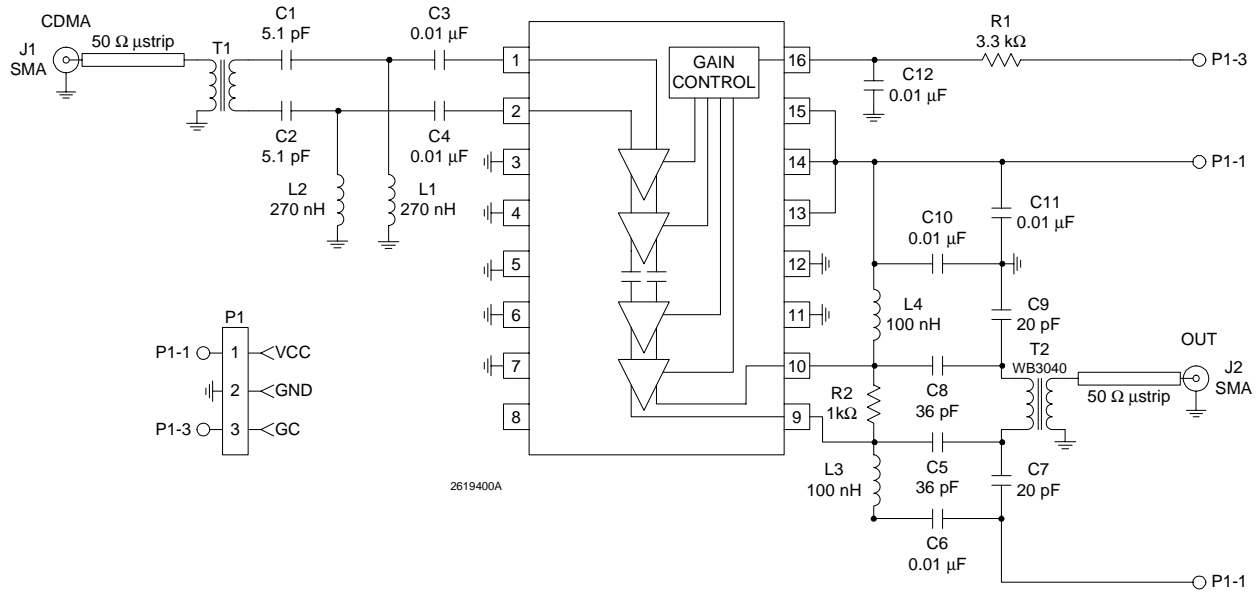 CDMA
J1
SMA
50 Ω μstrip
T1
C1
5.1 pF
C3
0.01 μF
C2
5.1 pF
C4
0.01 μF
L2
270 nH
L1
270 nH
1
2
3
4
5
6
7
8
GAIN
CONTROL
16
15
14
13
12
11
10
9
R1
3.3 kΩ
P1-3
C12
0.01 μF
P1-1
C11
0.01 μF
C10
0.01 μF
L4
100 nH
C9
20 pF
T2
WB3040
OUT
J2
SMA
50 Ω μstrip
R2
1kΩ
C8
36 pF
L3
100 nH
C5
36 pF
C7
20 pF
C6
0.01 μF
P1-1
P1
P1-1
1
VCC
2
GND
P1-3
3
GC
2619400A